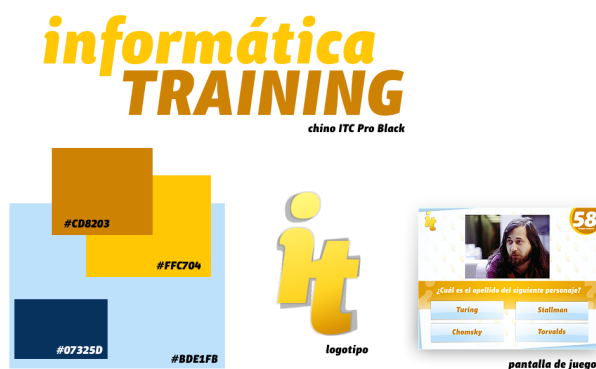 informática
TRAINING
chino ITC Pro Black
#CD8203
#FFC704
#07325D
#BDE1FB
it
logotipo
it
58
¿Cuál es el apellido del siguiente personaje?
Turing
Stallman
Chomsky
Torvalds
pantalla de juego